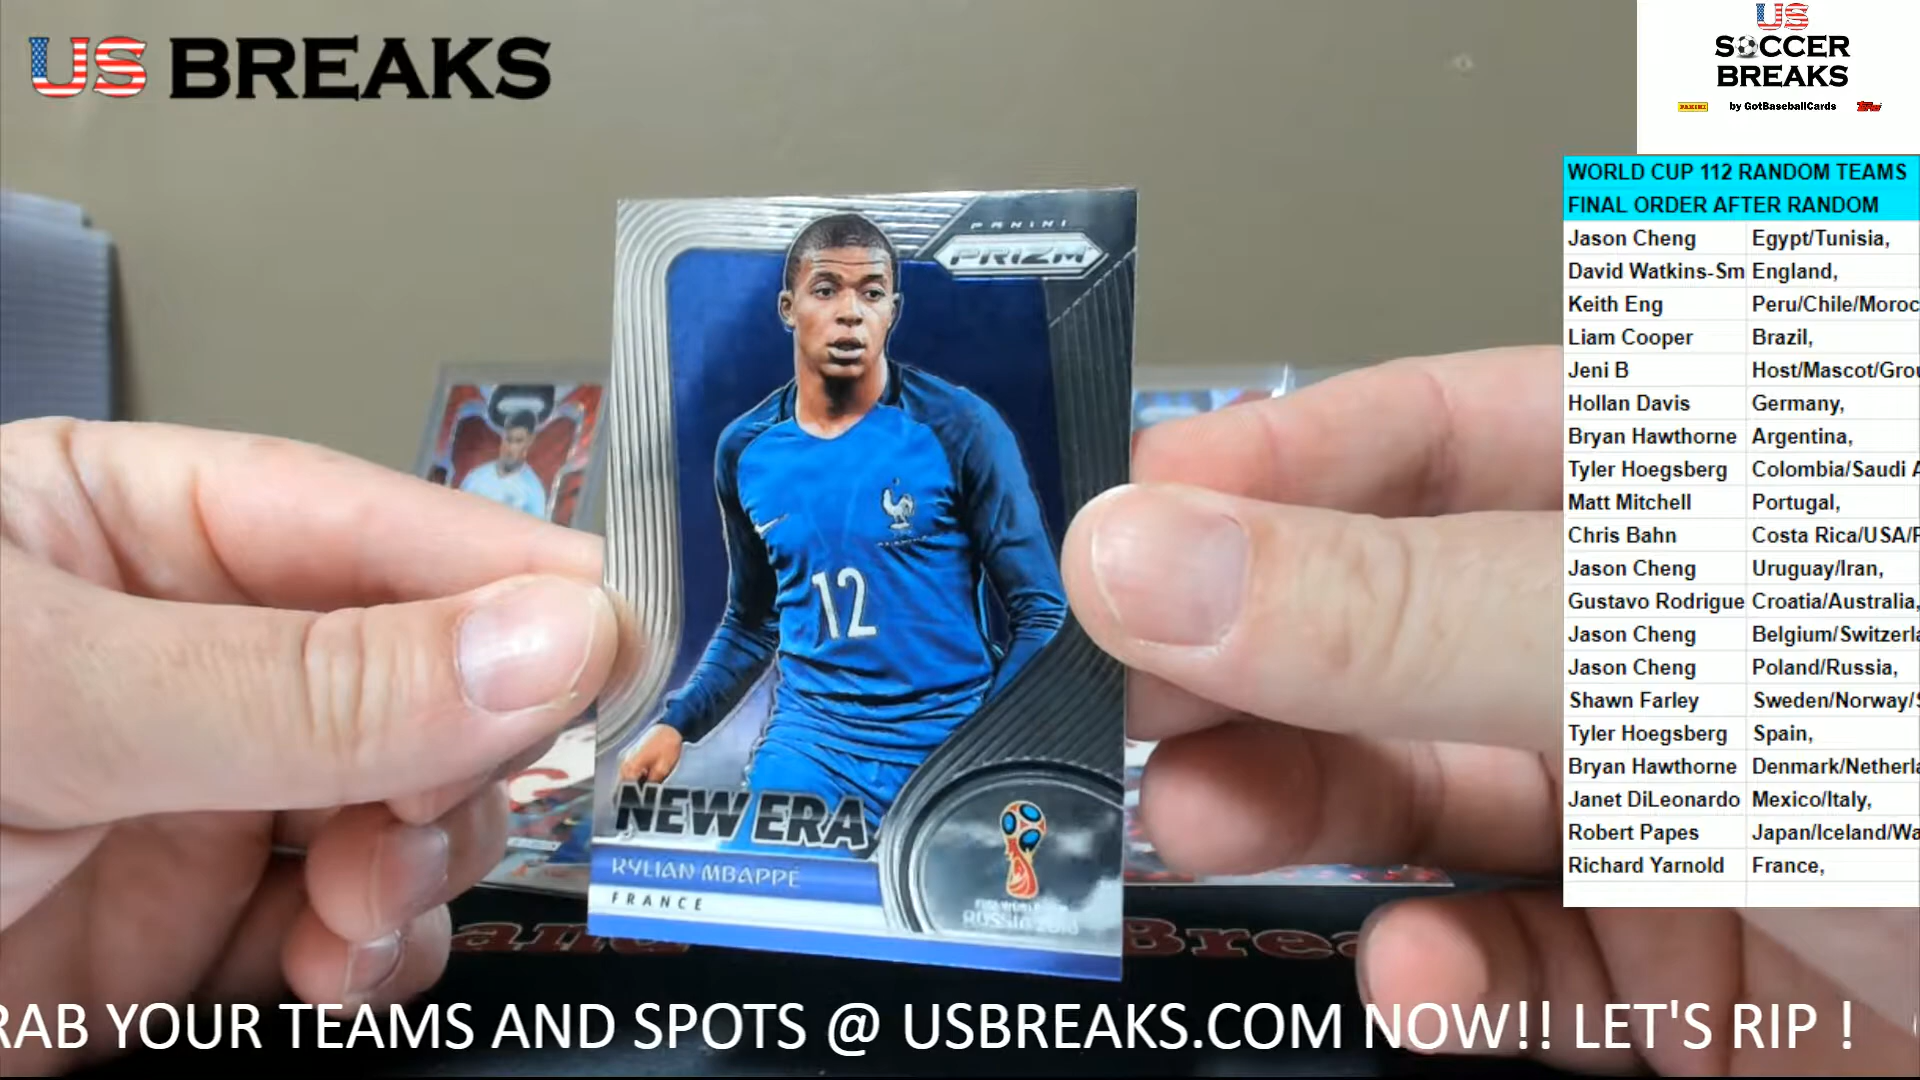 US BREAKS
US
SOCCER
BREAKS
PANINI by GotBaseballCards Topps
WORLD CUP 112 RANDOM TEAMS
FINAL ORDER AFTER RANDOM
Jason Cheng Egypt/Tunisia,
David Watkins-Sm England,
Keith Eng Peru/Chile/Moroc
Liam Cooper Brazil,
Jeni B Host/Mascot/Grou
Hollan Davis Germany,
Bryan Hawthorne Argentina,
Tyler Hoegsberg Colombia/Saudi A
Matt Mitchell Portugal,
Chris Bahn Costa Rica/USA/P
Jason Cheng Uruguay/Iran,
Gustavo Rodrigue Croatia/Australia,
Jason Cheng Belgium/Switzerla
Jason Cheng Poland/Russia,
Shawn Farley Sweden/Norway/S
Tyler Hoegsberg Spain,
Bryan Hawthorne Denmark/Netherla
Janet DiLeonardo Mexico/Italy,
Robert Papes Japan/Iceland/Wa
Richard Yarnold France,
PANINI
PRIZM
12
NEW ERA
KYLIAN MBAPPÉ
FRANCE
RUSSIA 2018
RAB YOUR TEAMS AND SPOTS @ USBREAKS.COM NOW!! LET'S RIP !